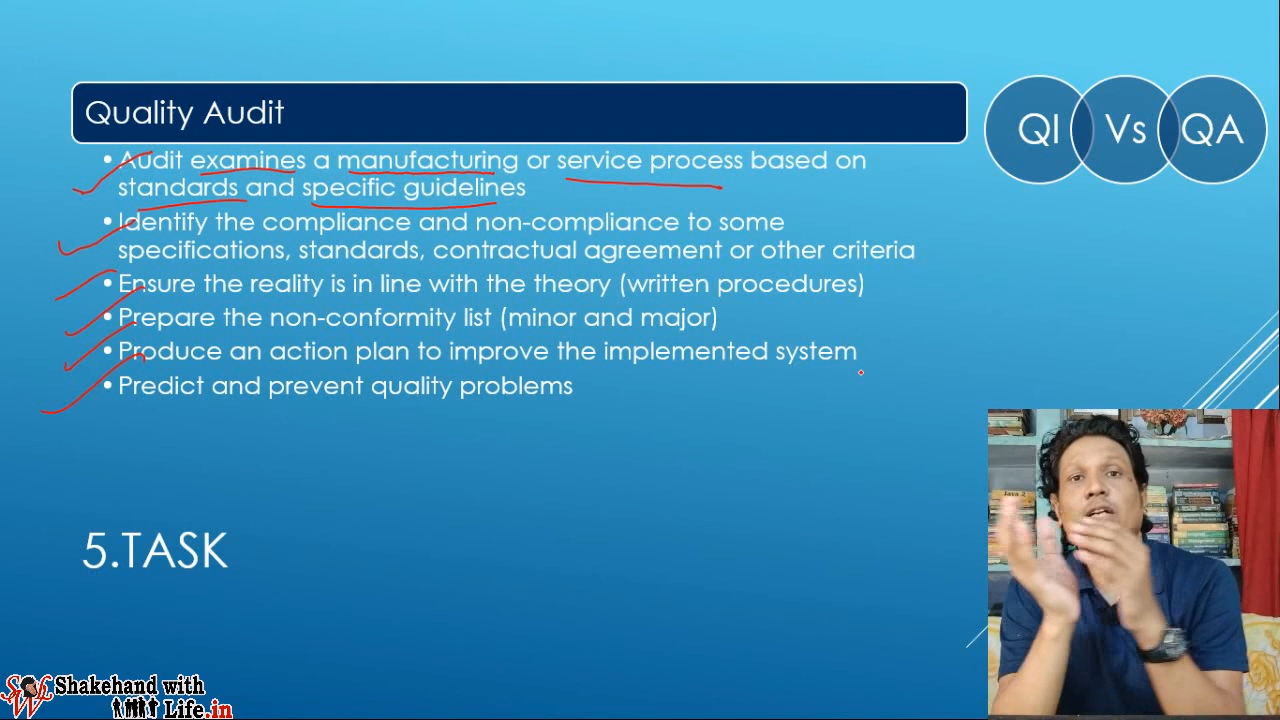 Quality Audit
QI Vs QA
• Audit examines a manufacturing or service process based on
standards and specific guidelines
• Identify the compliance and non-compliance to some
specifications, standards, contractual agreement or other criteria
• Ensure the reality is in line with the theory (written procedures)
• Prepare the non-conformity list (minor and major)
• Produce an action plan to improve the implemented system
• Predict and prevent quality problems
5.TASK
Java 2
Shakehand with
Life.in